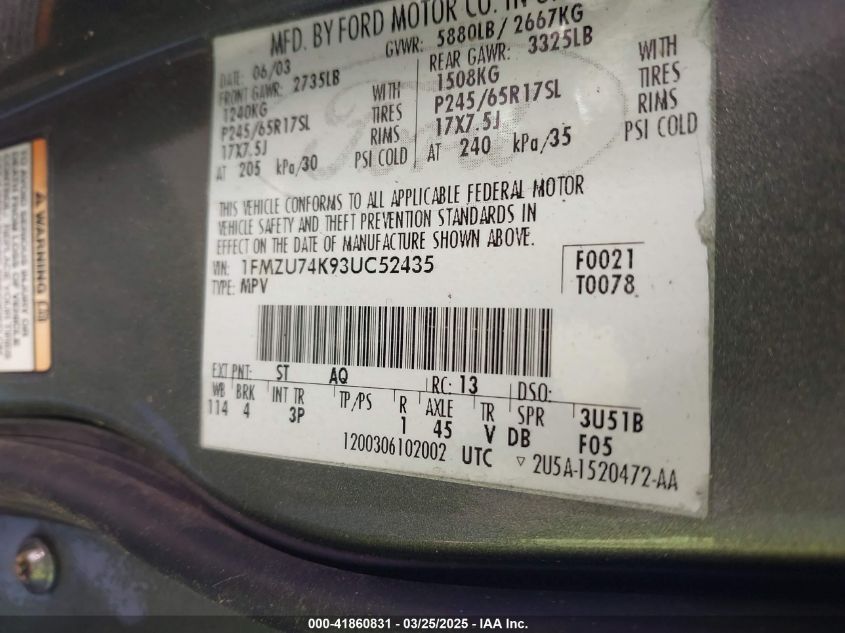 MFD. BY FORD MOTOR CO. IN
GVWR: 5880LB / 2667KG
DATE: 06/03
FRONT GAWR: 2735LB
1240KG WITH
P245/65R17SL TIRES
17X7.5J RIMS
AT 205 kPa/30 PSI COLD
REAR GAWR: 3325LB
1508KG WITH
P245/65R17SL TIRES
17X7.5J RIMS
AT 240 kPa/35 PSI COLD
THIS VEHICLE CONFORMS TO ALL APPLICABLE FEDERAL MOTOR
VEHICLE SAFETY AND THEFT PREVENTION STANDARDS IN
EFFECT ON THE DATE OF MANUFACTURE SHOWN ABOVE.
VIN: 1FMZU74K93UC52435
TYPE: MPV
F0021
T0078
EXT PNT: ST AQ RC: 13 DSO:
WB BRK INT TR TP/PS R AXLE TR SPR 3U51B
114 4 3P 1 45 V DB F05
1200306102002 UTC ▽ 2U5A-1520472-AA
WARNING
000-41860831 - 03/25/2025 - IAA Inc.